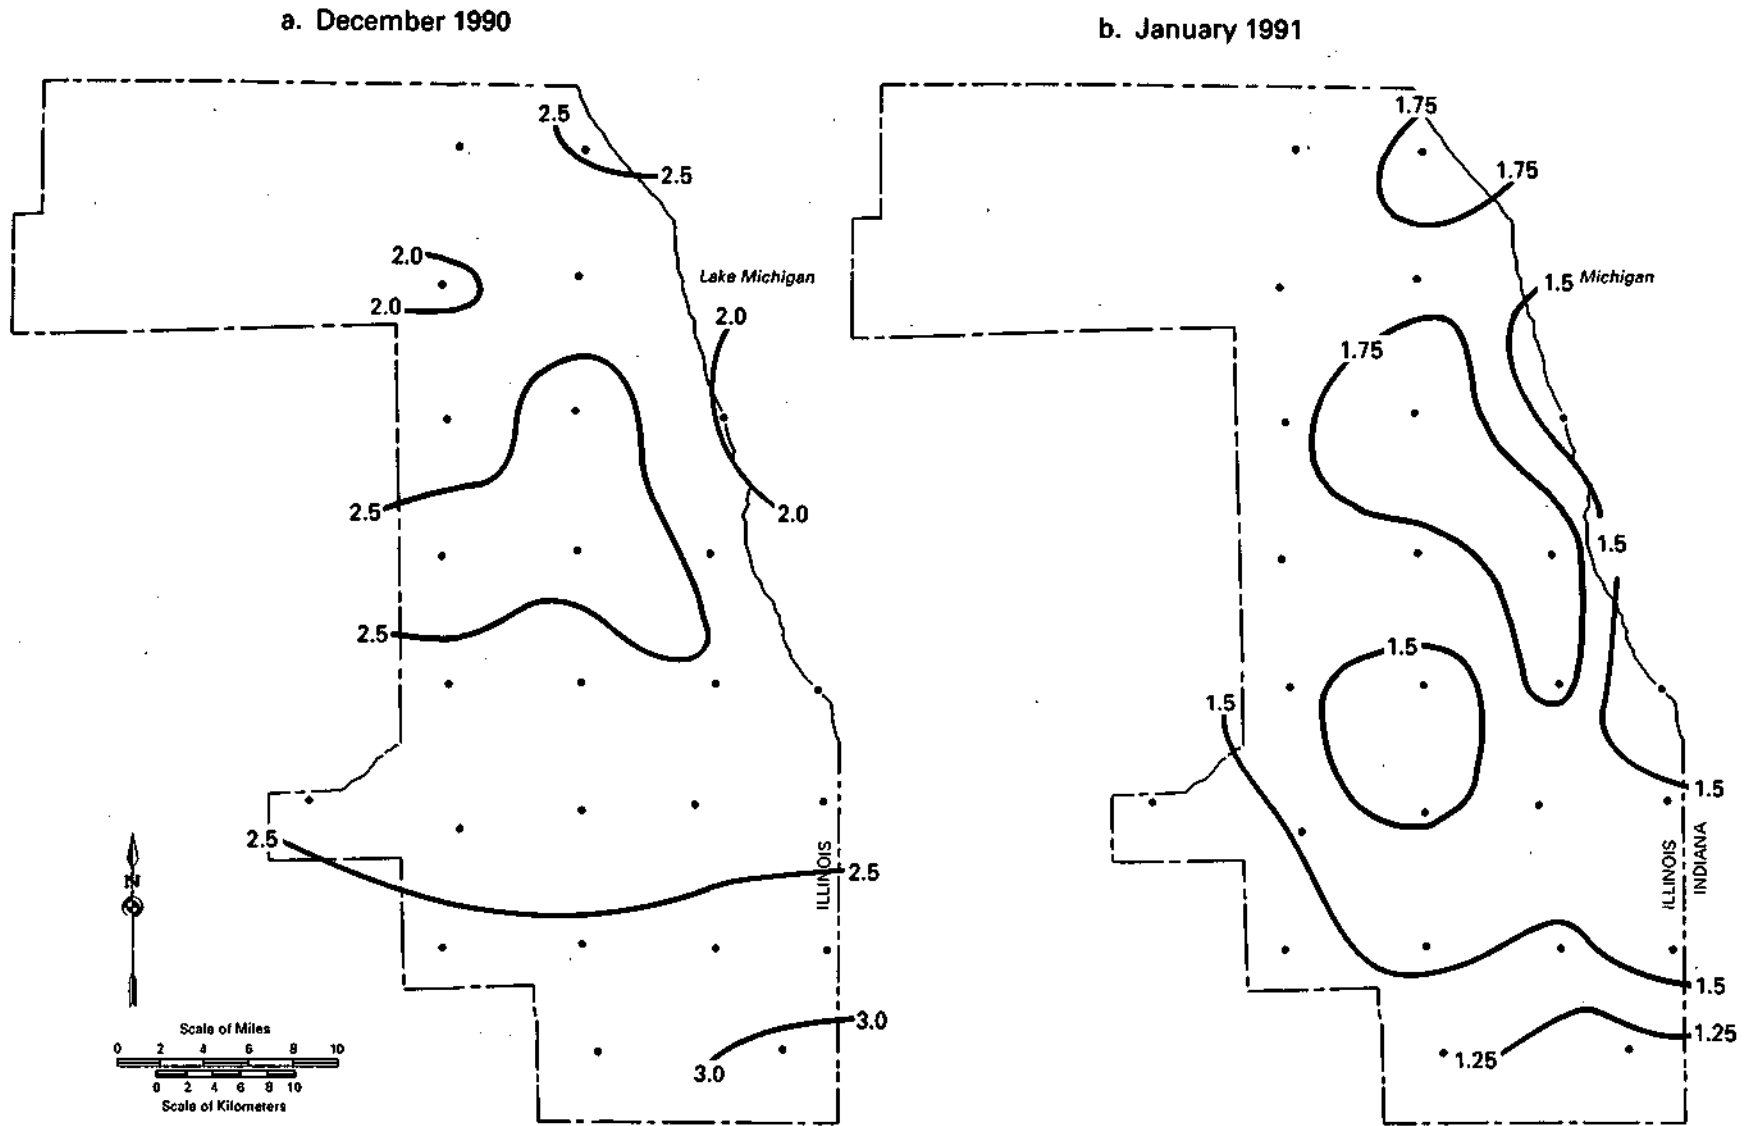 a. December 1990
b. January 1991
2.5
2.5
2.0
2.0
Lake Michigan
2.0
2.5
2.0
2.5
2.5
ILLINOIS
2.5
N
3.0
3.0
Scale of Miles
0 2 4 6 8 10
0 2 4 6 8 10
Scale of Kilometers
1.75
1.75
1.5 Michigan
1.75
1.5
1.5
1.5
1.5
ILLINOIS
INDIANA
1.5
1.25
1.25